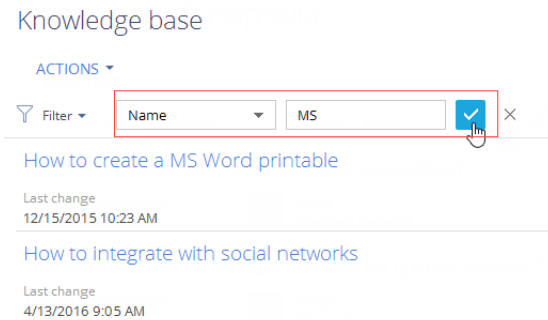 Knowledge base
ACTIONS
Filter Name MS
How to create a MS Word printable
Last change
12/15/2015 10:23 AM
How to integrate with social networks
Last change
4/13/2016 9:05 AM